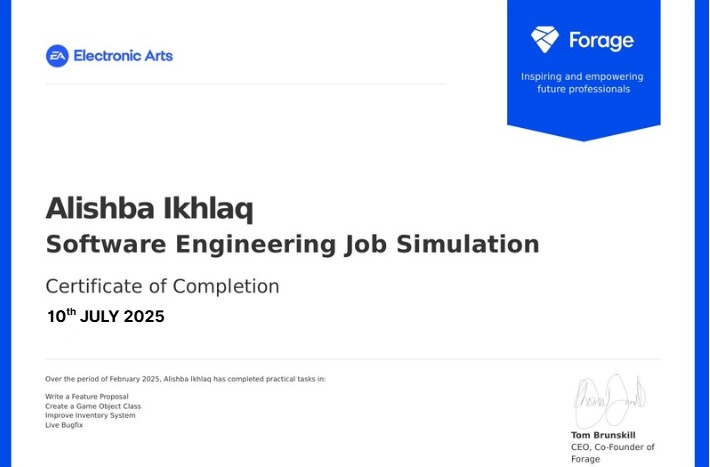 EA Electronic Arts
Forage
Inspiring and empowering
future professionals
Alishba Ikhlaq
Software Engineering Job Simulation
Certificate of Completion
10th JULY 2025
Over the period of February 2025, Alishba Ikhlaq has completed practical tasks in:
Write a Feature Proposal
Create a Game Object Class
Improve Inventory System
Live Bugfix
Tom Brunskill
CEO, Co-Founder of
Forage